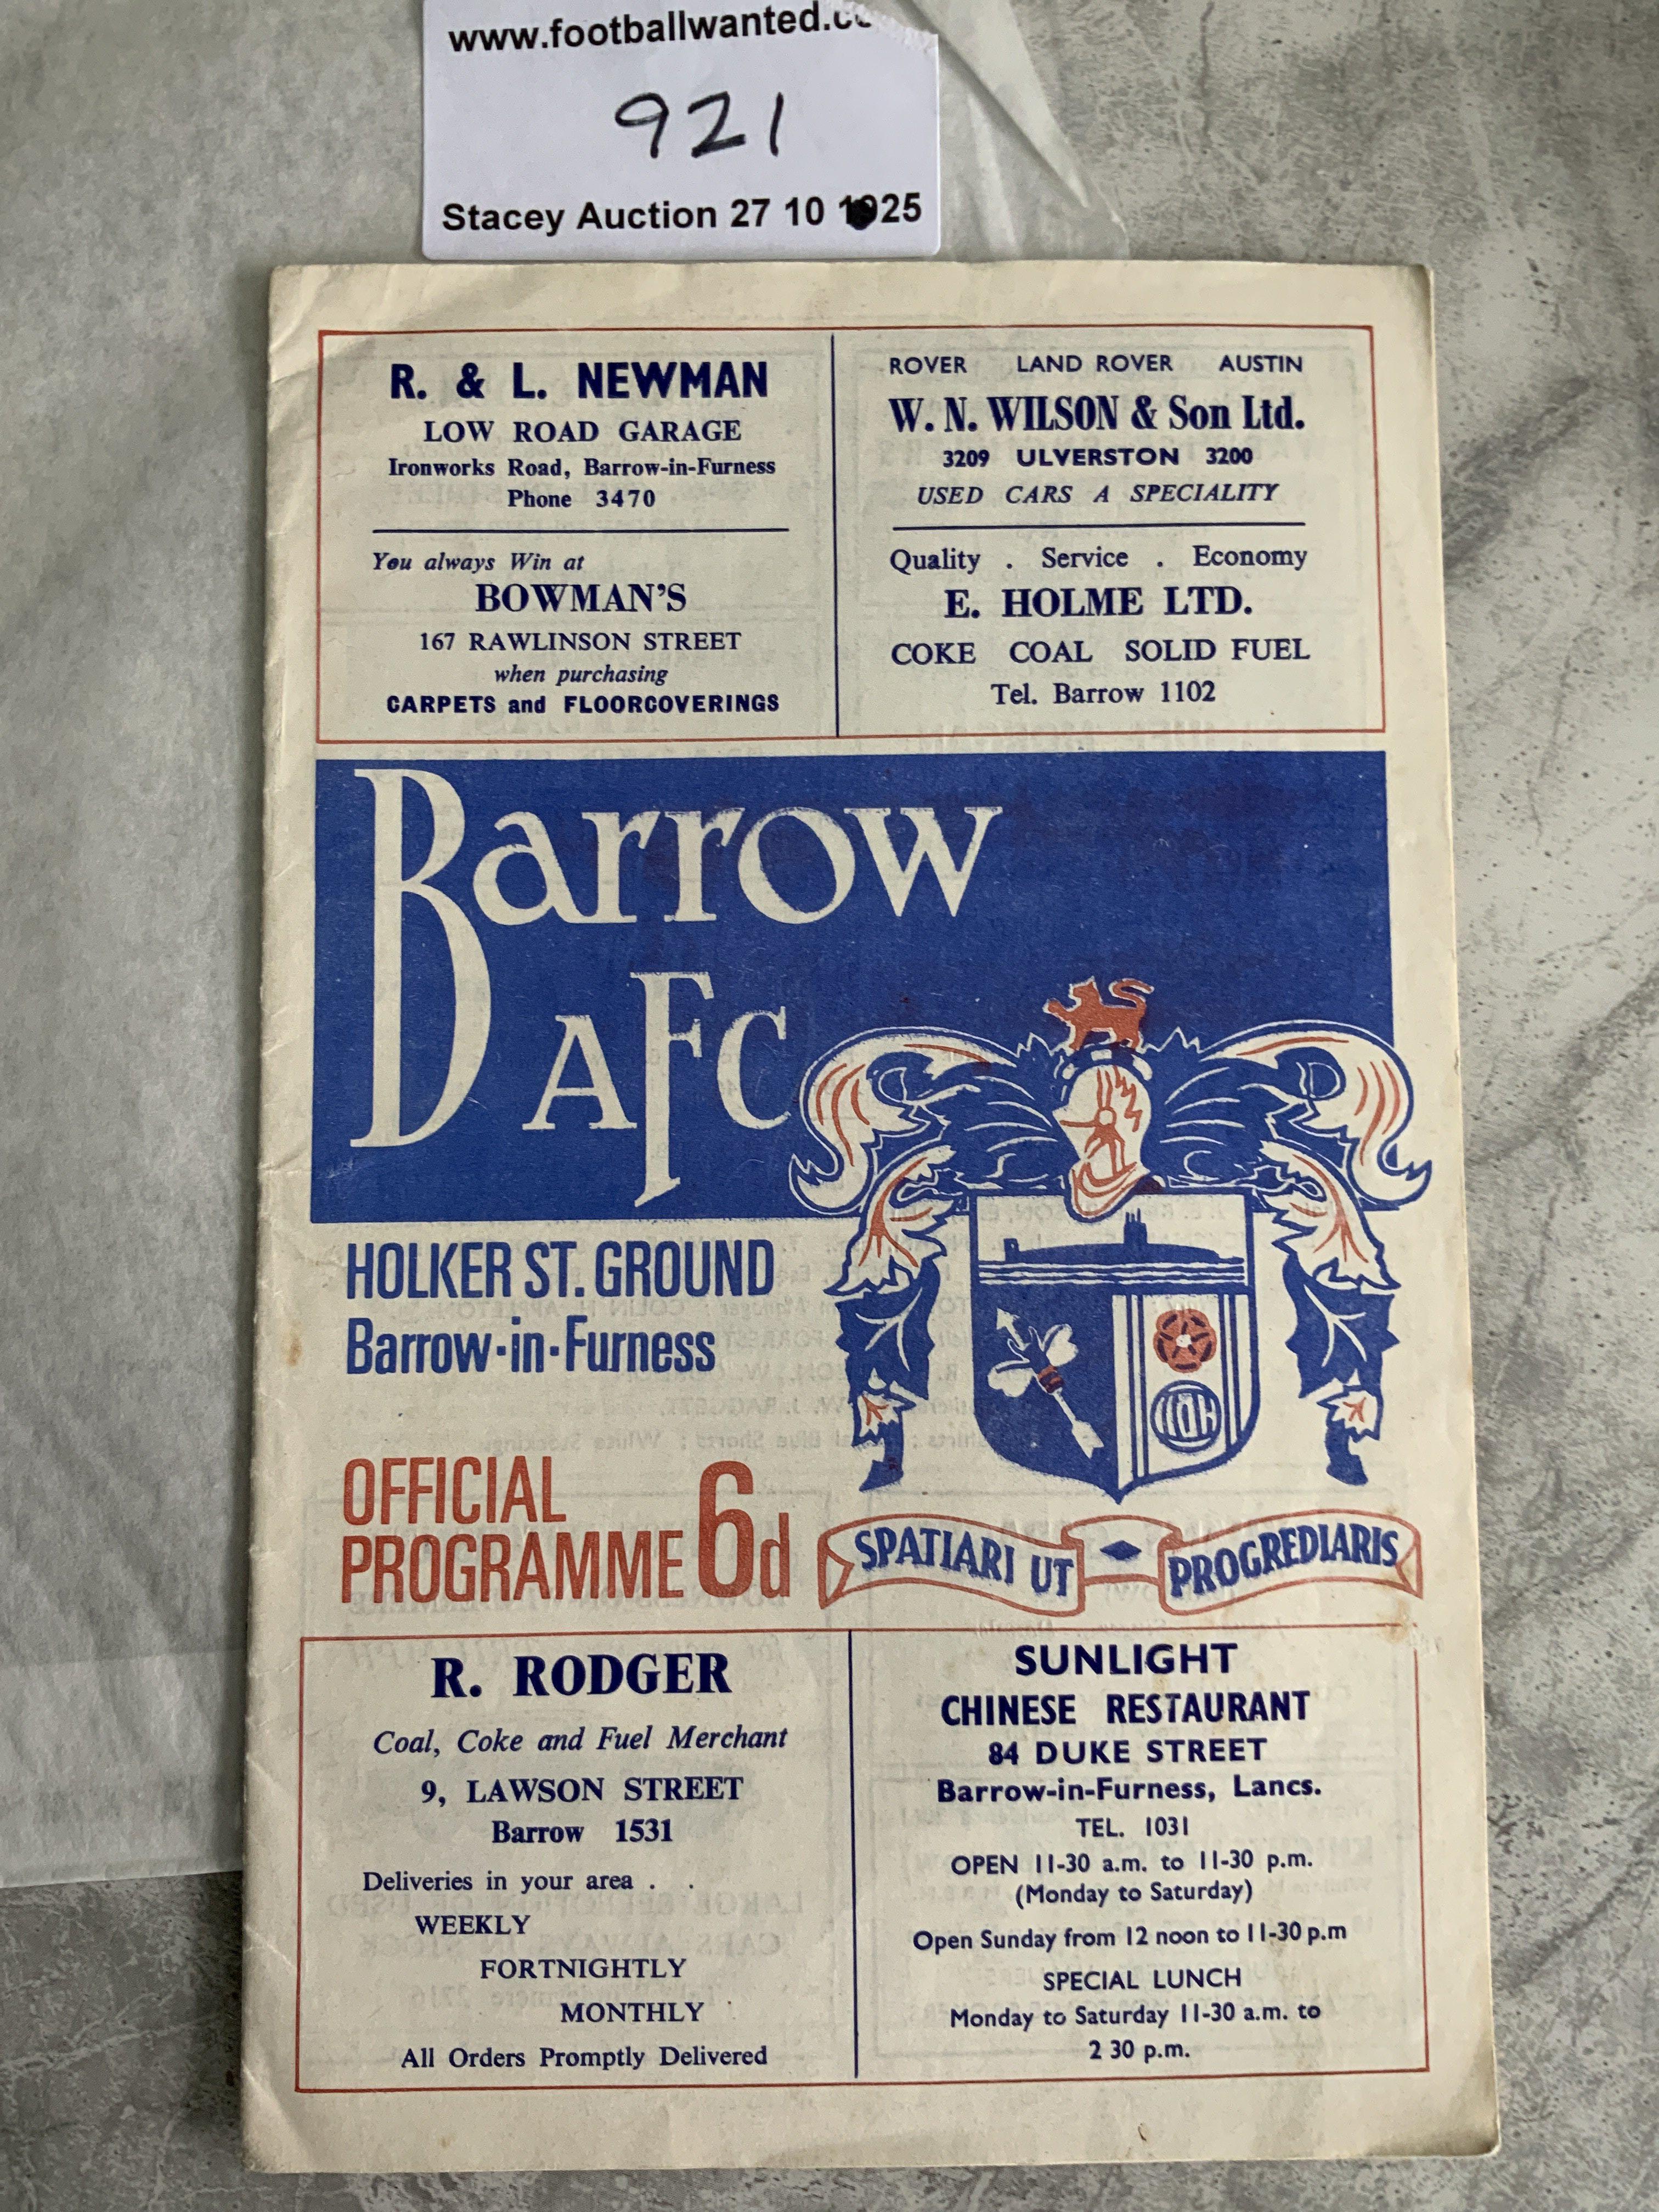 www.footballwanted.co
921
Stacey Auction 27 10 1925
R. & L. NEWMAN
LOW ROAD GARAGE
Ironworks Road, Barrow-in-Furness
Phone 3470
You always Win at
BOWMAN'S
167 RAWLINSON STREET
when purchasing
CARPETS and FLOORCOVERINGS
ROVER LAND ROVER AUSTIN
W. N. WILSON & Son Ltd.
3209 ULVERSTON 3200
USED CARS A SPECIALITY
Quality . Service . Economy
E. HOLME LTD.
COKE COAL SOLID FUEL
Tel. Barrow 1102
Barrow
AFC
HOLKER ST. GROUND
Barrow-in-Furness
OFFICIAL
PROGRAMME 6d
SPATIARI UT - PROGREDIARIS
R. RODGER
Coal, Coke and Fuel Merchant
9, LAWSON STREET
Barrow 1531
Deliveries in your area . .
WEEKLY
FORTNIGHTLY
MONTHLY
All Orders Promptly Delivered
SUNLIGHT
CHINESE RESTAURANT
84 DUKE STREET
Barrow-in-Furness, Lancs.
TEL. 1031
OPEN 11-30 a.m. to 11-30 p.m.
(Monday to Saturday)
Open Sunday from 12 noon to 11-30 p.m
SPECIAL LUNCH
Monday to Saturday 11-30 a.m. to
2 30 p.m.